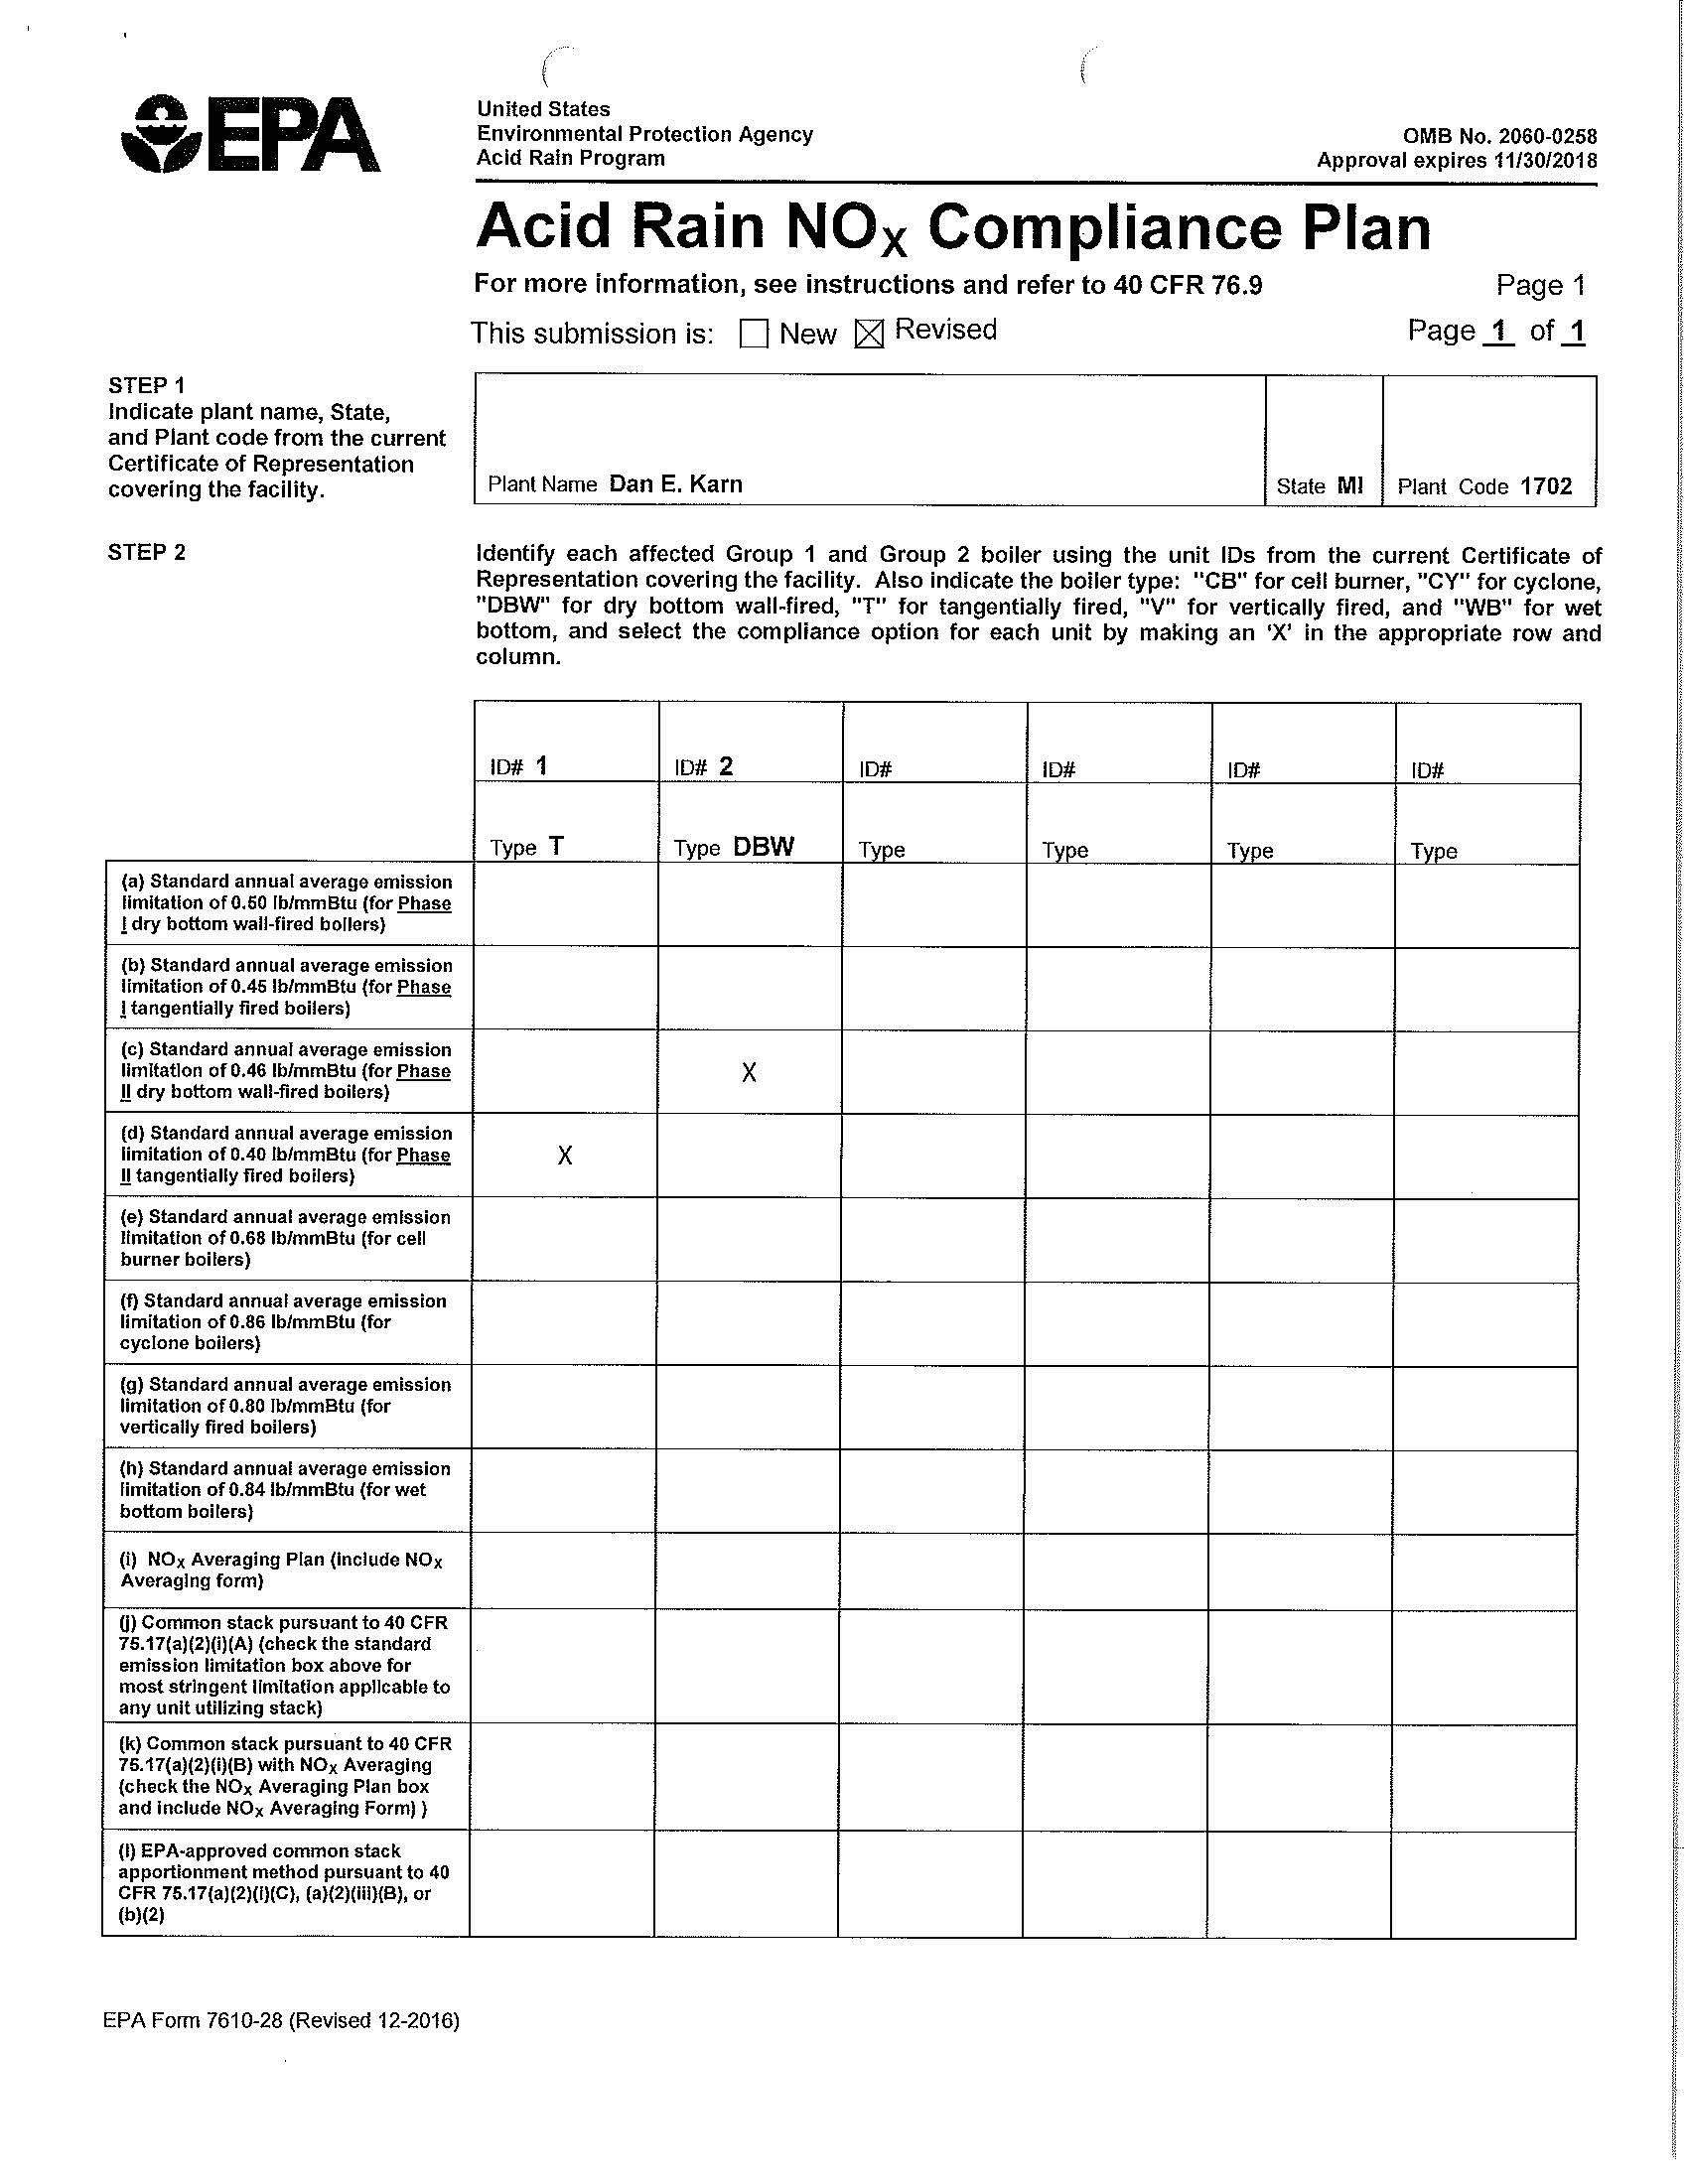 EPA
United States
Environmental Protection Agency
Acid Rain Program
OMB No. 2060-0258
Approval expires 11/30/2018
Acid Rain NOX Compliance Plan
For more information, see instructions and refer to 40 CFR 76.9
Page 1
This submission is: ☐ New ☒ Revised
Page 1 of 1
STEP 1
Indicate plant name, State,
and Plant code from the current
Certificate of Representation
covering the facility.
Plant Name Dan E. Karn
State MI
Plant Code 1702
STEP 2
Identify each affected Group 1 and Group 2 boiler using the unit IDs from the current Certificate of
Representation covering the facility. Also indicate the boiler type: "CB" for cell burner, "CY" for cyclone,
"DBW" for dry bottom wall-fired, "T" for tangentially fired, "V" for vertically fired, and "WB" for wet
bottom, and select the compliance option for each unit by making an 'X' in the appropriate row and
column.
ID# 1 ID# 2 ID# ID# ID# ID#
Type T Type DBW Type Type Type Type
(a) Standard annual average emission
limitation of 0.50 lb/mmBtu (for Phase
I dry bottom wall-fired boilers)
(b) Standard annual average emission
limitation of 0.45 lb/mmBtu (for Phase
I tangentially fired boilers)
(c) Standard annual average emission
limitation of 0.46 lb/mmBtu (for Phase
II dry bottom wall-fired boilers)
X
(d) Standard annual average emission
limitation of 0.40 lb/mmBtu (for Phase
II tangentially fired boilers)
X
(e) Standard annual average emission
limitation of 0.68 lb/mmBtu (for cell
burner boilers)
(f) Standard annual average emission
limitation of 0.86 lb/mmBtu (for
cyclone boilers)
(g) Standard annual average emission
limitation of 0.80 lb/mmBtu (for
vertically fired boilers)
(h) Standard annual average emission
limitation of 0.84 lb/mmBtu (for wet
bottom boilers)
(i) NOx Averaging Plan (include NOx
Averaging form)
(j) Common stack pursuant to 40 CFR
75.17(a)(2)(i)(A) (check the standard
emission limitation box above for
most stringent limitation applicable to
any unit utilizing stack)
(k) Common stack pursuant to 40 CFR
75.17(a)(2)(i)(B) with NOx Averaging
(check the NOx Averaging Plan box
and include NOx Averaging Form) )
(l) EPA-approved common stack
apportionment method pursuant to 40
CFR 75.17(a)(2)(i)(C), (a)(2)(iii)(B), or
(b)(2)
EPA Form 7610-28 (Revised 12-2016)